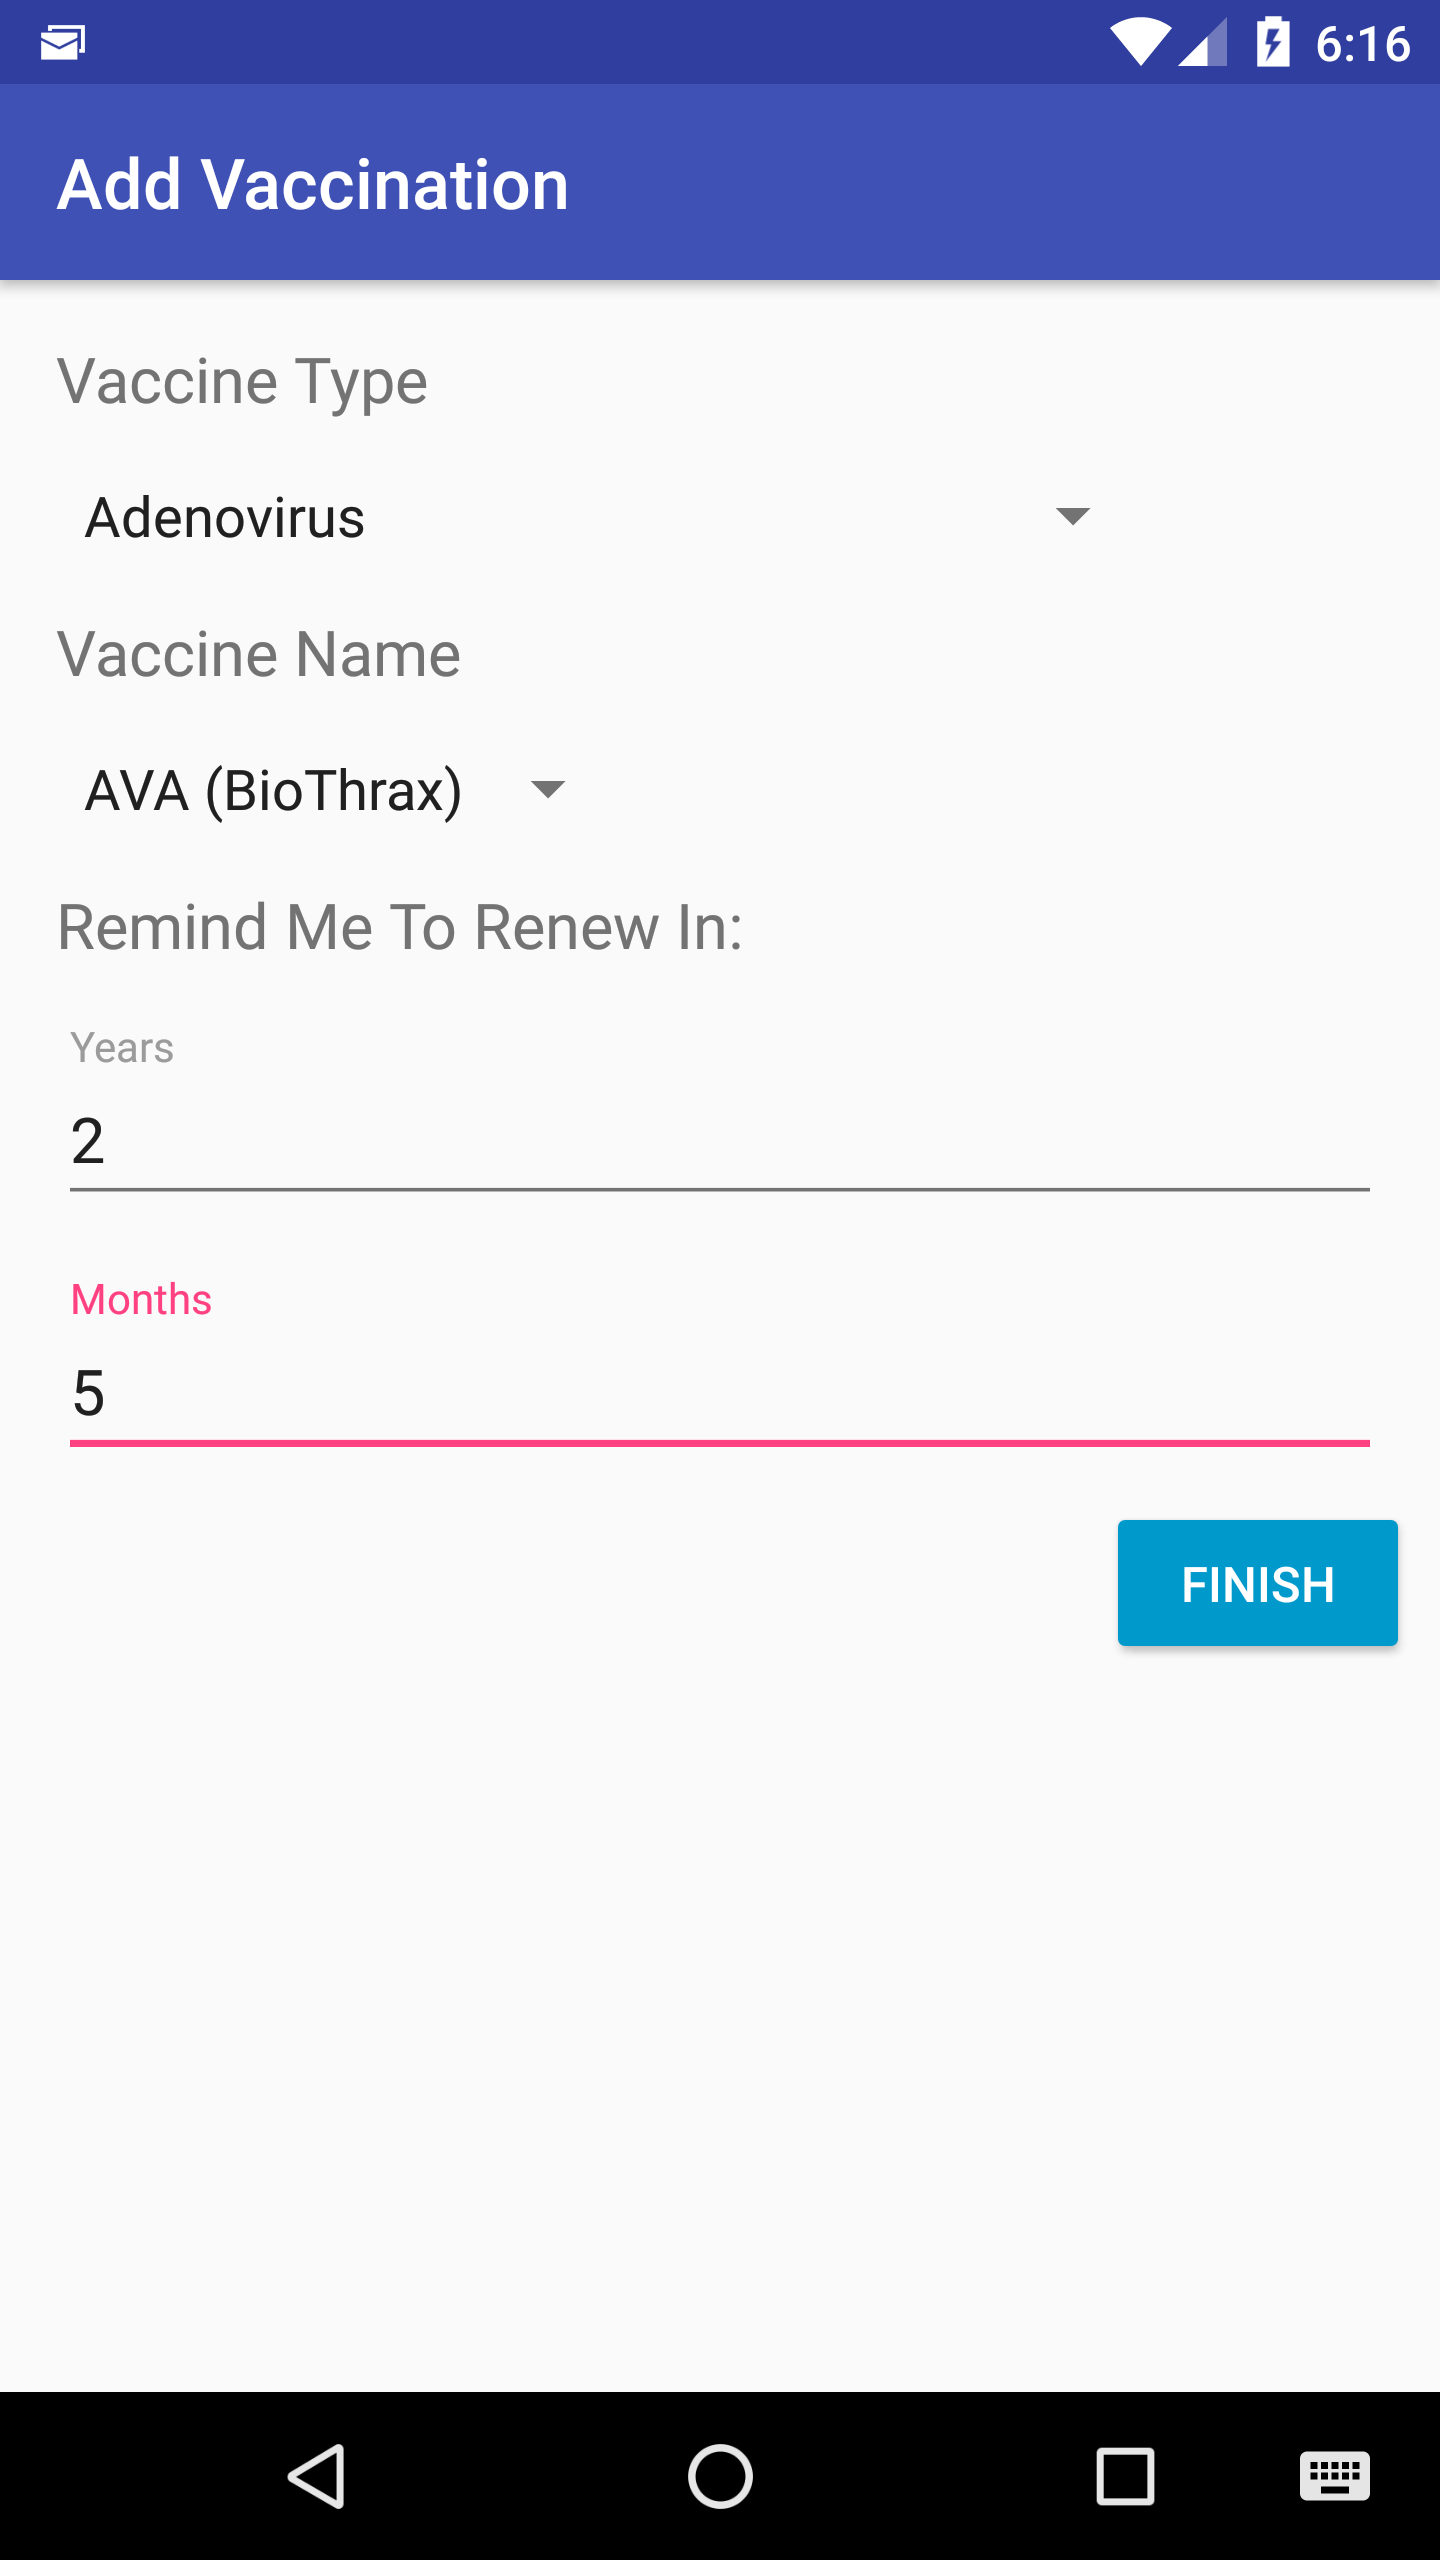 6:16
Add Vaccination
Vaccine Type
Adenovirus
Vaccine Name
AVA (BioThrax)
Remind Me To Renew In:
Years
2
Months
5
FINISH